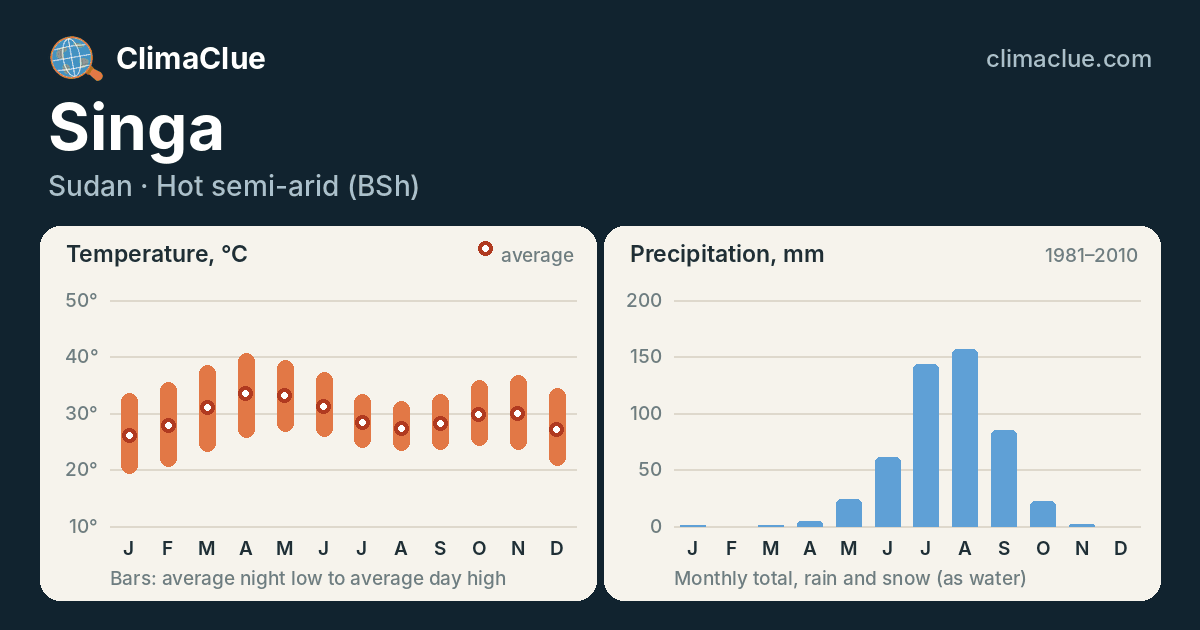 ClimaClue
climaclue.com
Singa
Sudan · Hot semi-arid (BSh)
Temperature, °C
average
50°
40°
30°
20°
10°
J F M A M J J A S O N D
Bars: average night low to average day high
Precipitation, mm
1981–2010
200
150
100
50
0
J F M A M J J A S O N D
Monthly total, rain and snow (as water)